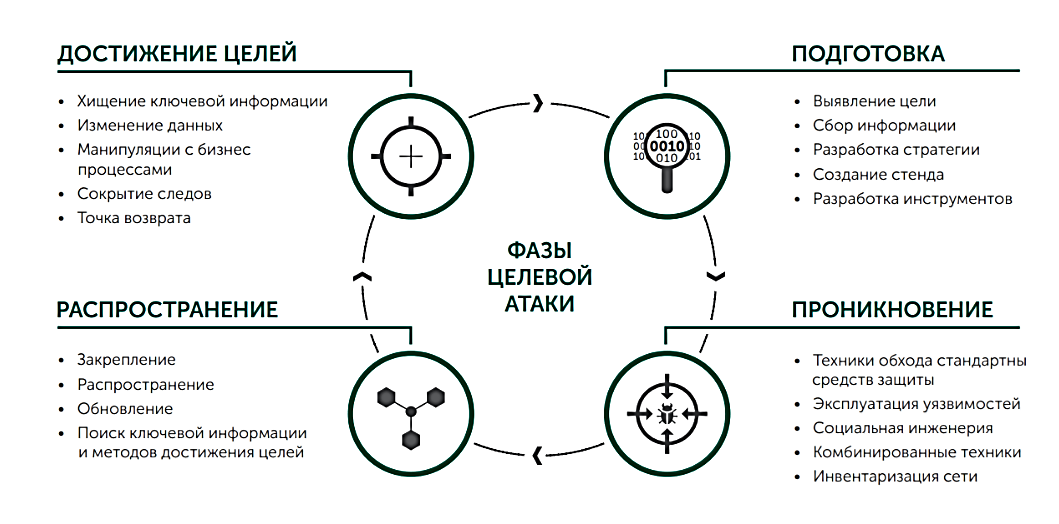 ДОСТИЖЕНИЕ ЦЕЛЕЙ
• Хищение ключевой информации
• Изменение данных
• Манипуляции с бизнес
процессами
• Сокрытие следов
• Точка возврата
ПОДГОТОВКА
• Выявление цели
• Сбор информации
• Разработка стратегии
• Создание стенда
• Разработка инструментов
10 100 10
00 0010 10
10 010 101
ФАЗЫ
ЦЕЛЕВОЙ
АТАКИ
РАСПРОСТРАНЕНИЕ
• Закрепление
• Распространение
• Обновление
• Поиск ключевой информации
и методов достижения целей
ПРОНИКНОВЕНИЕ
• Техники обхода стандартны
средств защиты
• Эксплуатация уязвимостей
• Социальная инженерия
• Комбинированные техники
• Инвентаризация сети